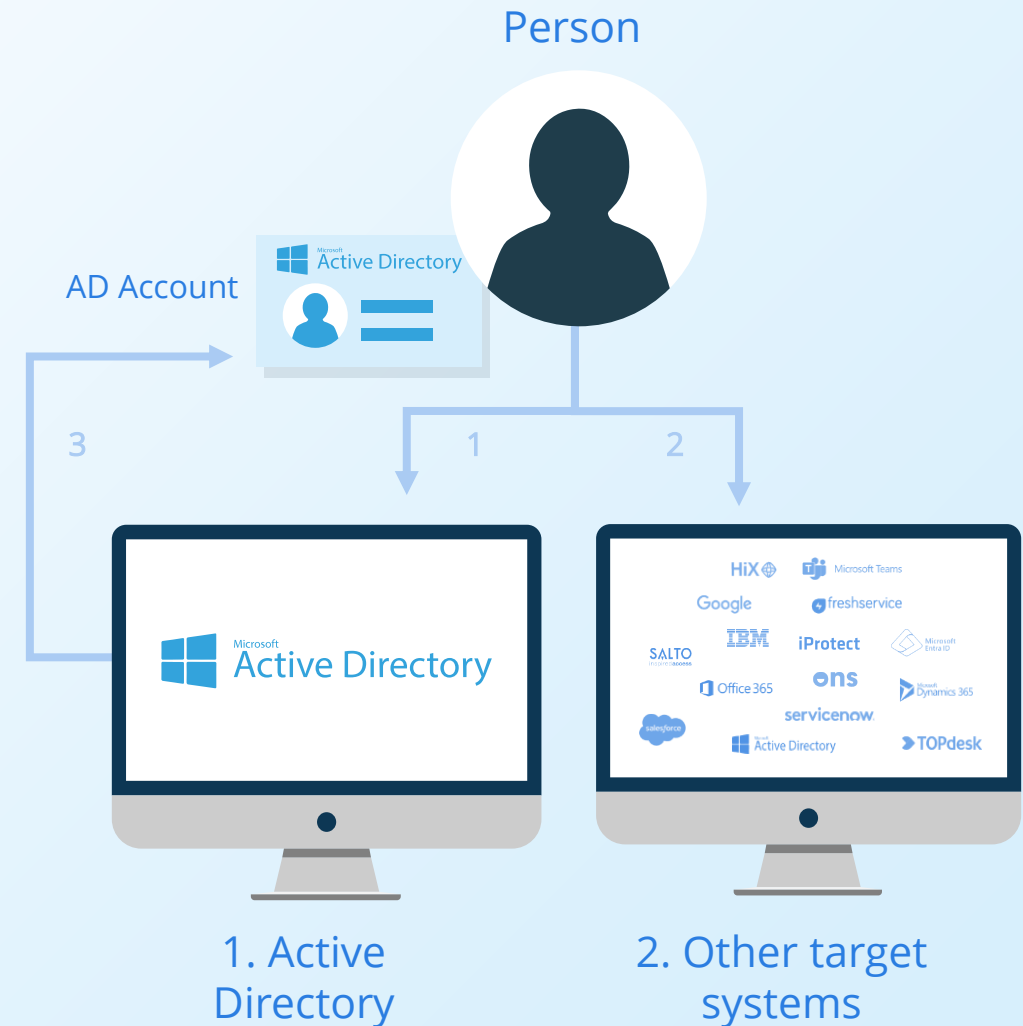 Person
Microsoft
Active Directory
AD Account
3
1
2
Microsoft
Active Directory
HiX
Microsoft Teams
Google
freshservice
IBM
iProtect
Microsoft
Entra ID
SALTO
inspiredaccess
Office 365
ons
Microsoft
Dynamics 365
servicenow
salesforce
Microsoft
Active Directory
TOPdesk
1. Active
Directory
2. Other target
systems